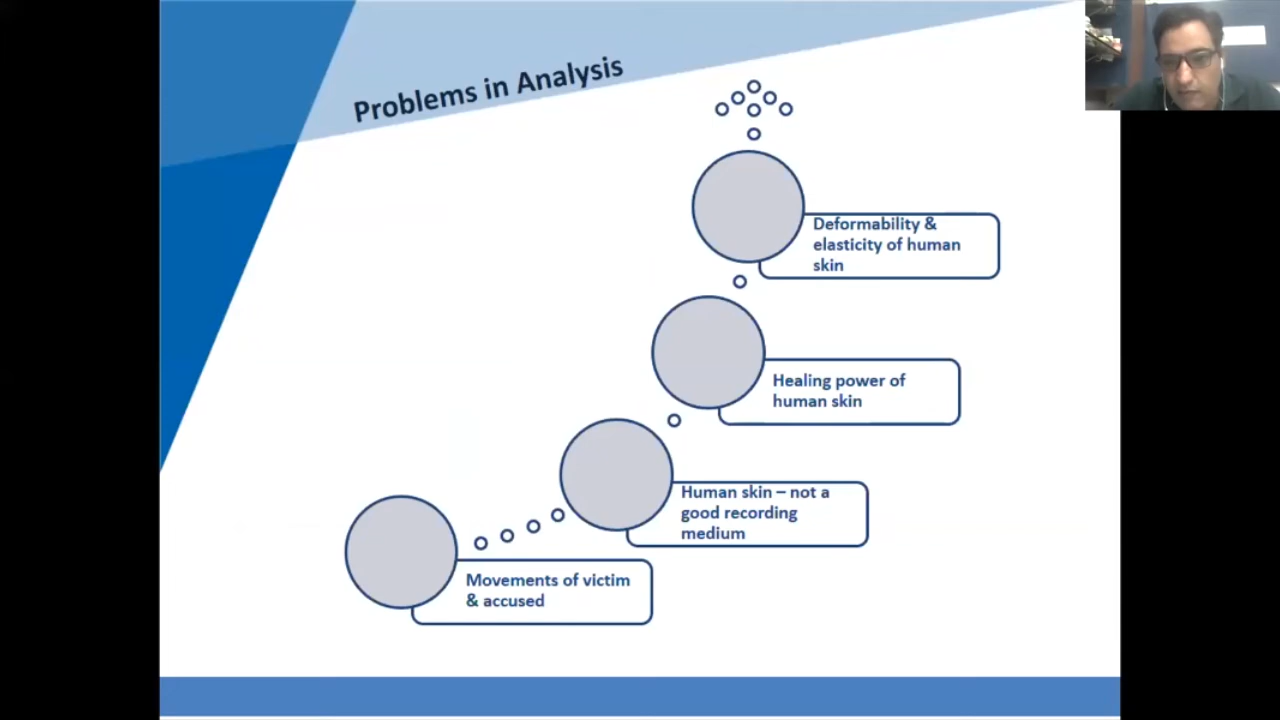 Problems in Analysis
Deformability &
elasticity of human
skin
Healing power of
human skin
Human skin – not a
good recording
medium
Movements of victim
& accused